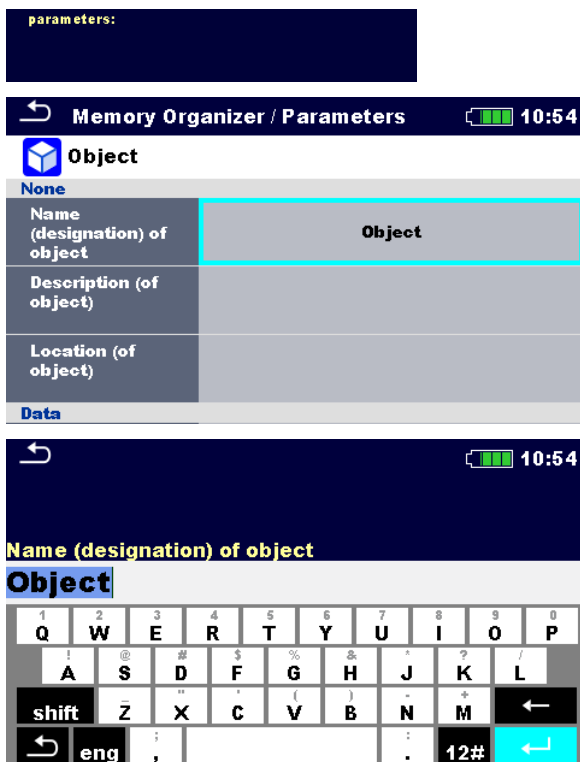 parameters:
Memory Organizer / Parameters 10:54
Object
None
Name
(designation) of
object
Object
Description (of
object)
Location (of
object)
Data
10:54
Name (designation) of object
Object
1 2 3 4 5 6 7 8 9 0
Q W E R T Y U I O P
! @ # $ % & * ? /
A S D F G H J K L
_ " ' ( ) - +
shift Z X C V B N M
; :
eng , . 12#